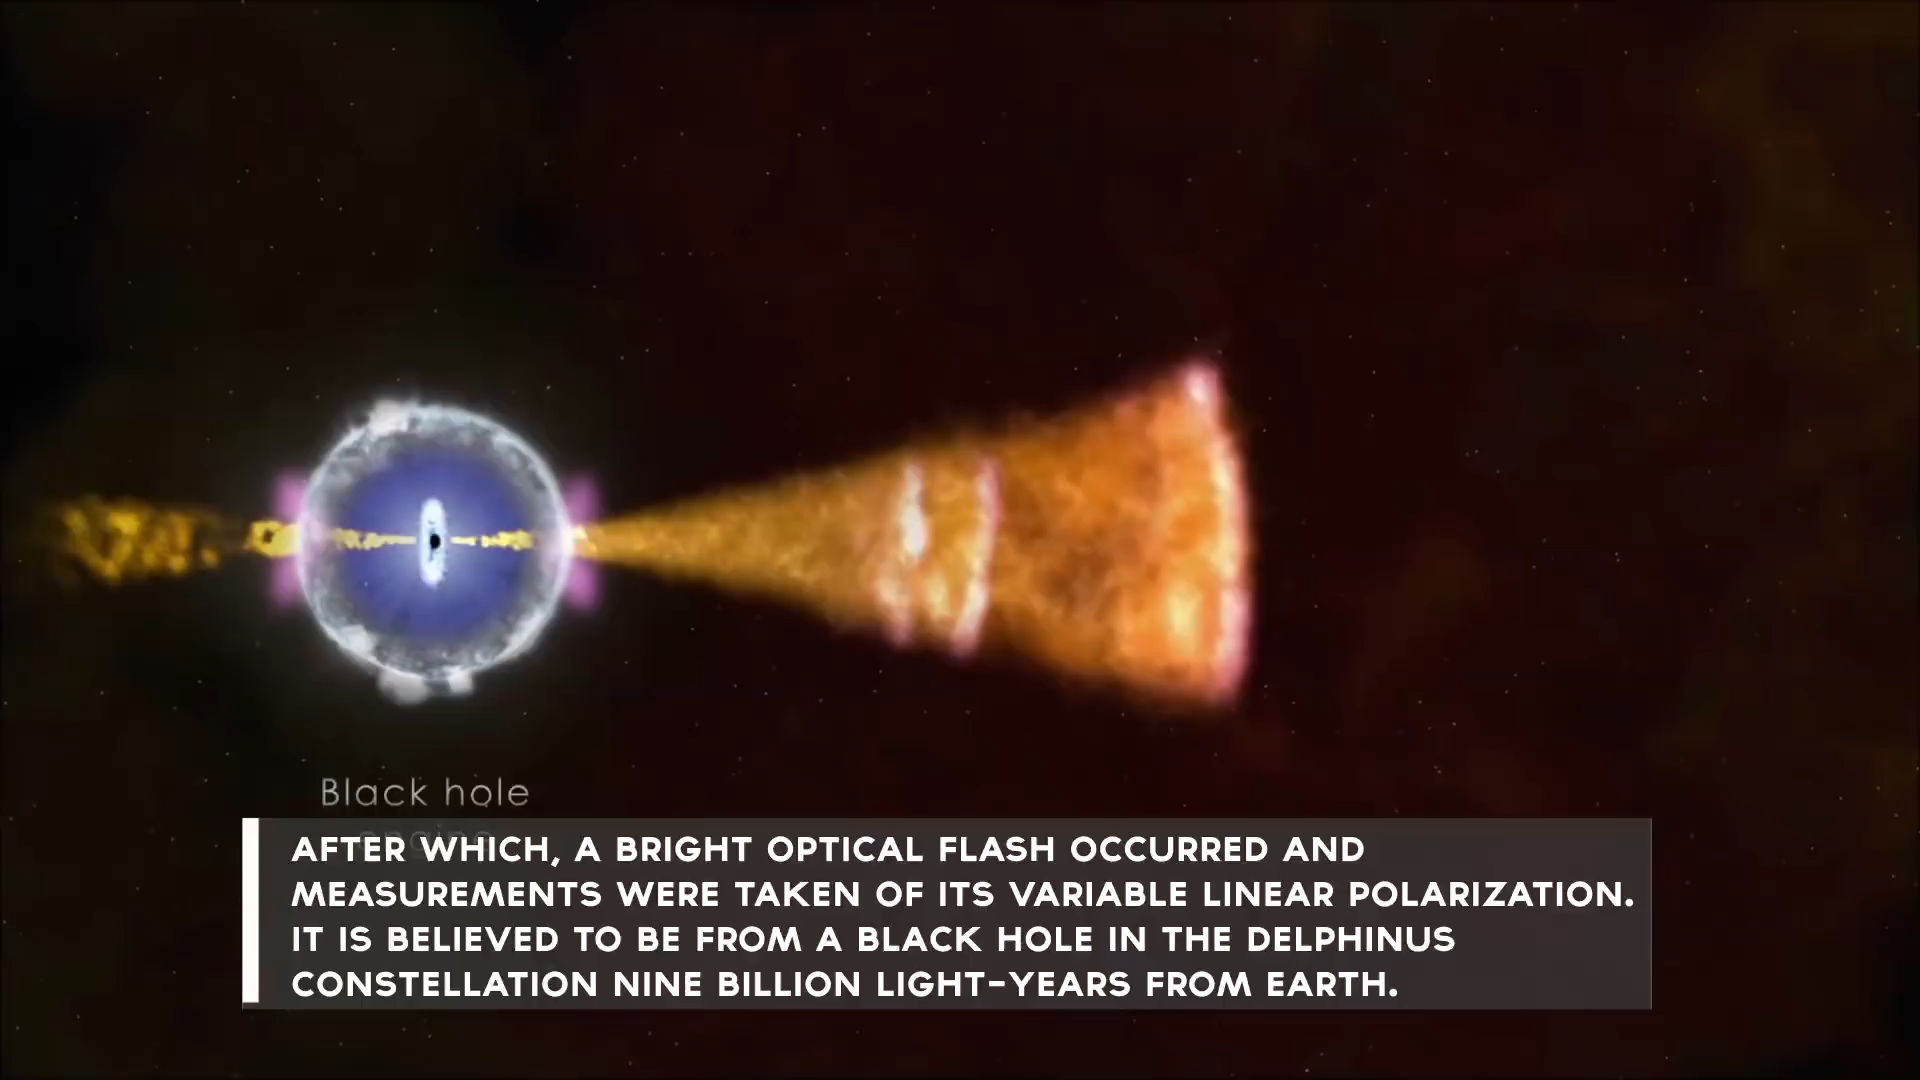 Black hole
engine
AFTER WHICH, A BRIGHT OPTICAL FLASH OCCURRED AND
MEASUREMENTS WERE TAKEN OF ITS VARIABLE LINEAR POLARIZATION.
IT IS BELIEVED TO BE FROM A BLACK HOLE IN THE DELPHINUS
CONSTELLATION NINE BILLION LIGHT-YEARS FROM EARTH.